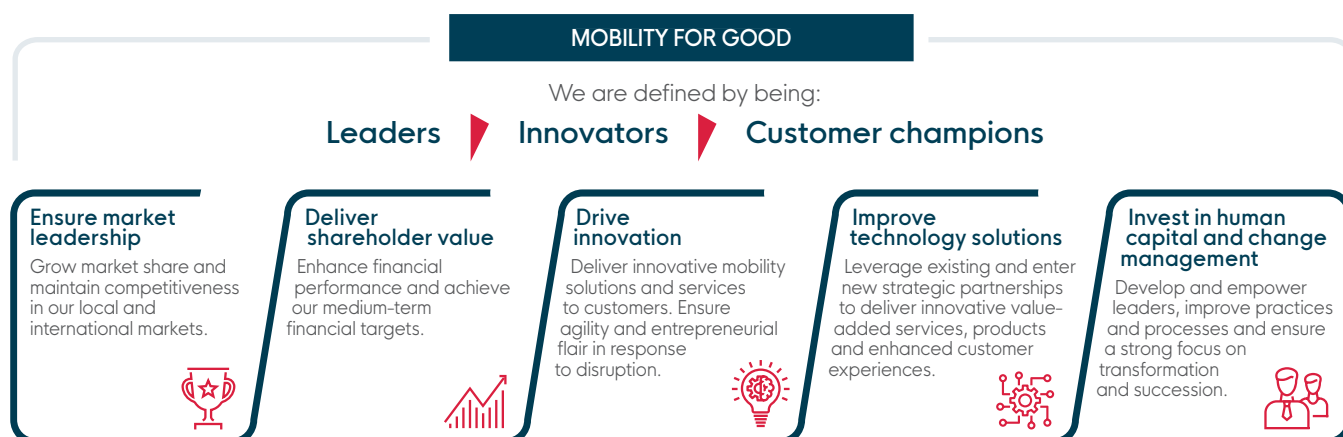 MOBILITY FOR GOOD
We are defined by being:
Leaders
Innovators
Customer champions
Ensure market
leadership
Grow market share and
maintain competitiveness
in our local and
international markets.
Deliver
shareholder value
Enhance financial
performance and achieve
our medium-term
financial targets.
Drive
innovation
Deliver innovative mobility
solutions and services
to customers. Ensure
agility and entrepreneurial
flair in response
to disruption.
Improve
technology solutions
Leverage existing and enter
new strategic partnerships
to deliver innovative value-
added services, products
and enhanced customer
experiences.
Invest in human
capital and change
management
Develop and empower
leaders, improve practices
and processes and ensure
a strong focus on
transformation
and succession.